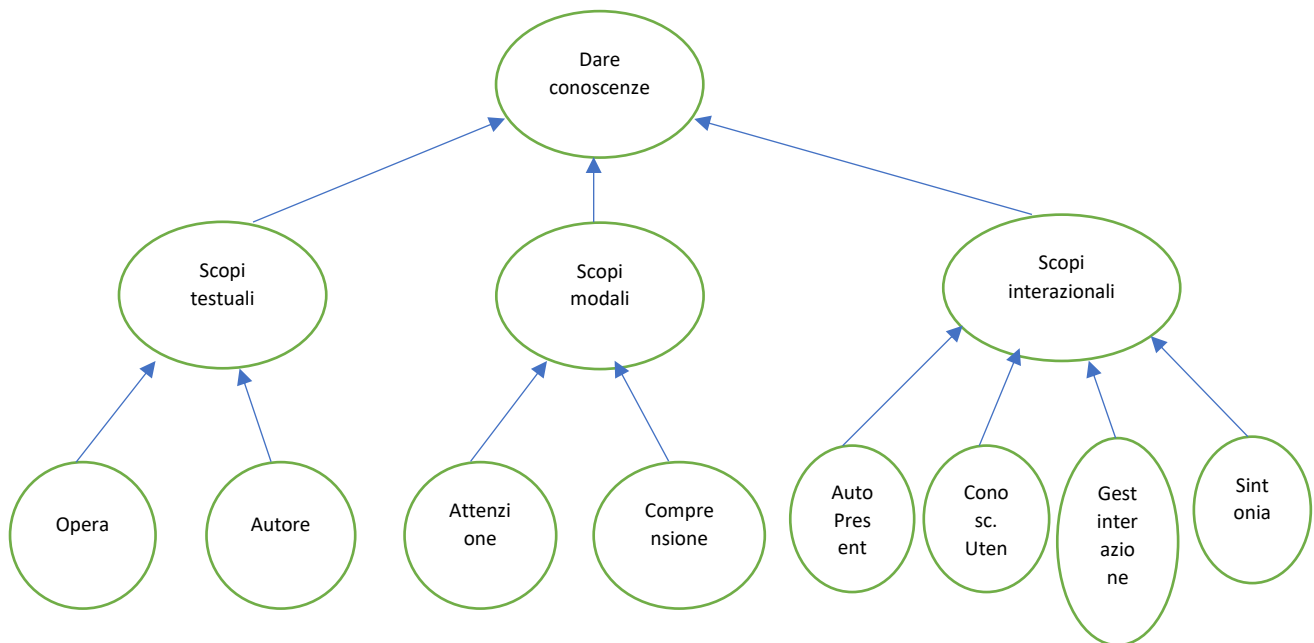 Dare
conoscenze
Scopi
testuali
Scopi
modali
Scopi
interazionali
Opera
Autore
Attenzi
one
Compre
nsione
Auto
Pres
ent
Cono
sc.
Uten
Gest
inter
azio
ne
Sint
onia